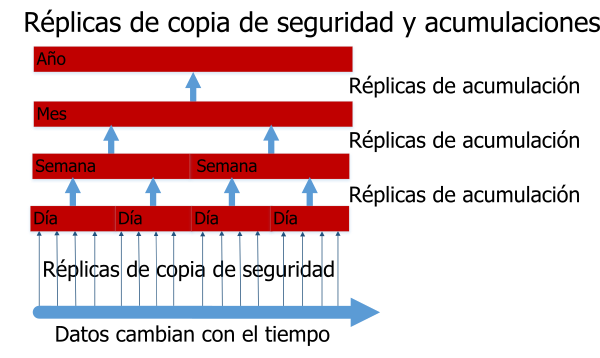 Réplicas de copia de seguridad y acumulaciones
Año
Réplicas de acumulación
Mes
Réplicas de acumulación
Semana Semana
Réplicas de acumulación
Día Día Día Día
Réplicas de copia de seguridad
Datos cambian con el tiempo